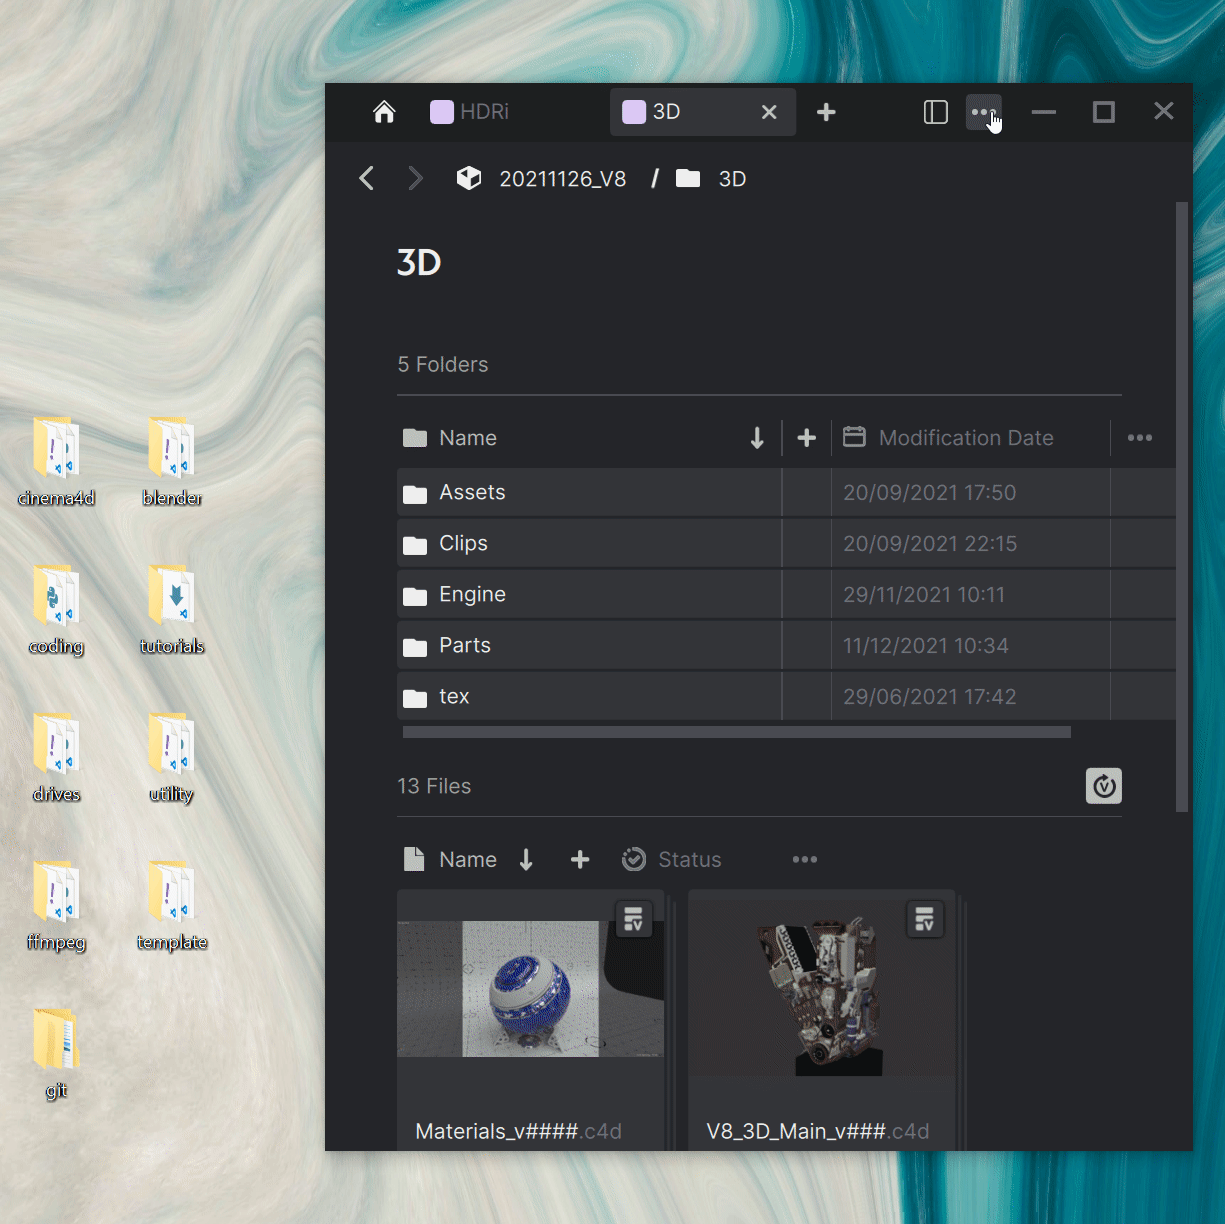 HDRi
3D
20211126_V8 / 3D
3D
5 Folders
Name
Modification Date
Assets
20/09/2021 17:50
Clips
20/09/2021 22:15
Engine
29/11/2021 10:11
Parts
11/12/2021 10:34
tex
29/06/2021 17:42
13 Files
Name
Status
Materials_v####.c4d
V8_3D_Main_v###.c4d
cinema4d
blender
coding
tutorials
drives
utility
ffmpeg
template
git